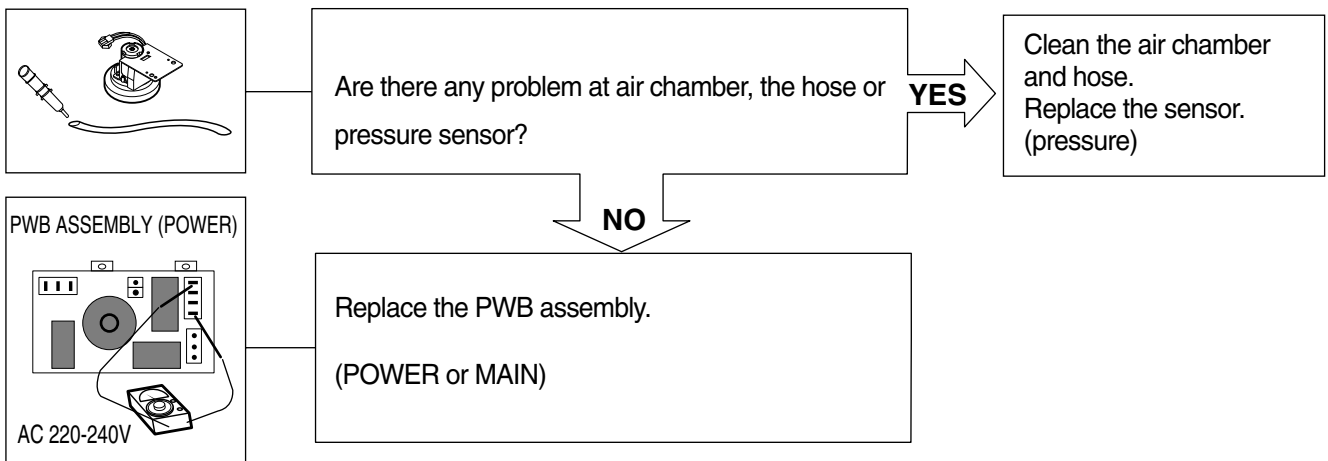 Are there any problem at air chamber, the hose or
pressure sensor?
YES
Clean the air chamber
and hose.
Replace the sensor.
(pressure)
NO
PWB ASSEMBLY (POWER)
AC 220-240V
Replace the PWB assembly.
(POWER or MAIN)